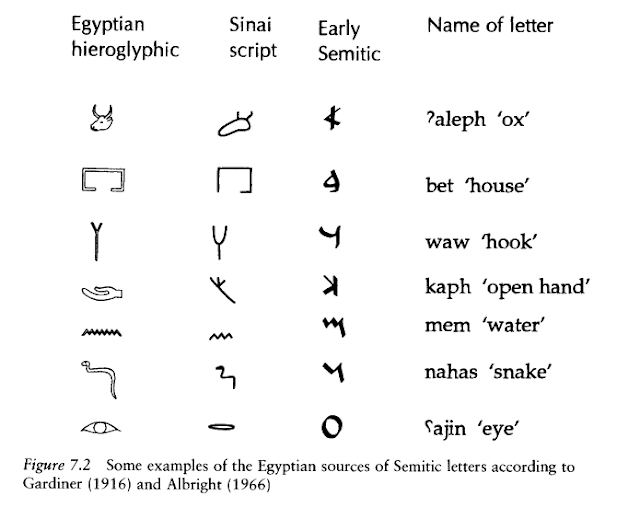 Egyptian hieroglyphic Sinai script Early Semitic Name of letter
ʔaleph ‘ox’
bet ‘house’
waw ‘hook’
kaph ‘open hand’
mem ‘water’
nahas ‘snake’
ʕajin ‘eye’
Figure 7.2 Some examples of the Egyptian sources of Semitic letters according to
Gardiner (1916) and Albright (1966)